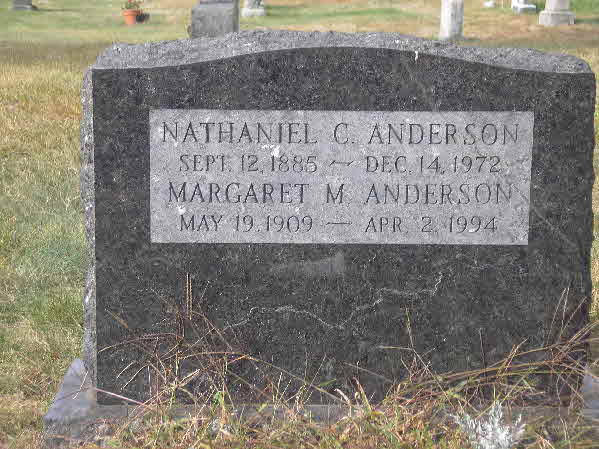 NATHANIEL C. ANDERSON
SEPT. 12, 1885 ~ DEC. 14, 1972
MARGARET M. ANDERSON
MAY 19, 1909 — APR. 2, 1994